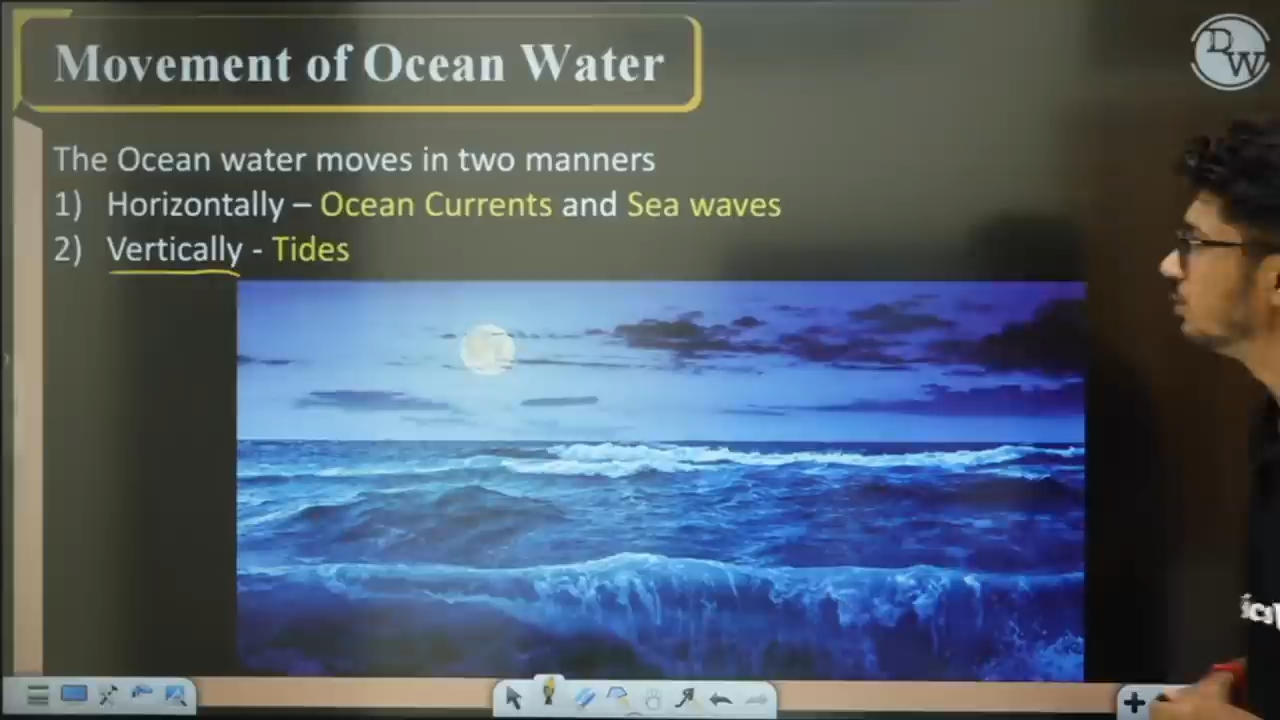 Movement of Ocean Water
DW
The Ocean water moves in two manners
1) Horizontally – Ocean Currents and Sea waves
2) Vertically - Tides